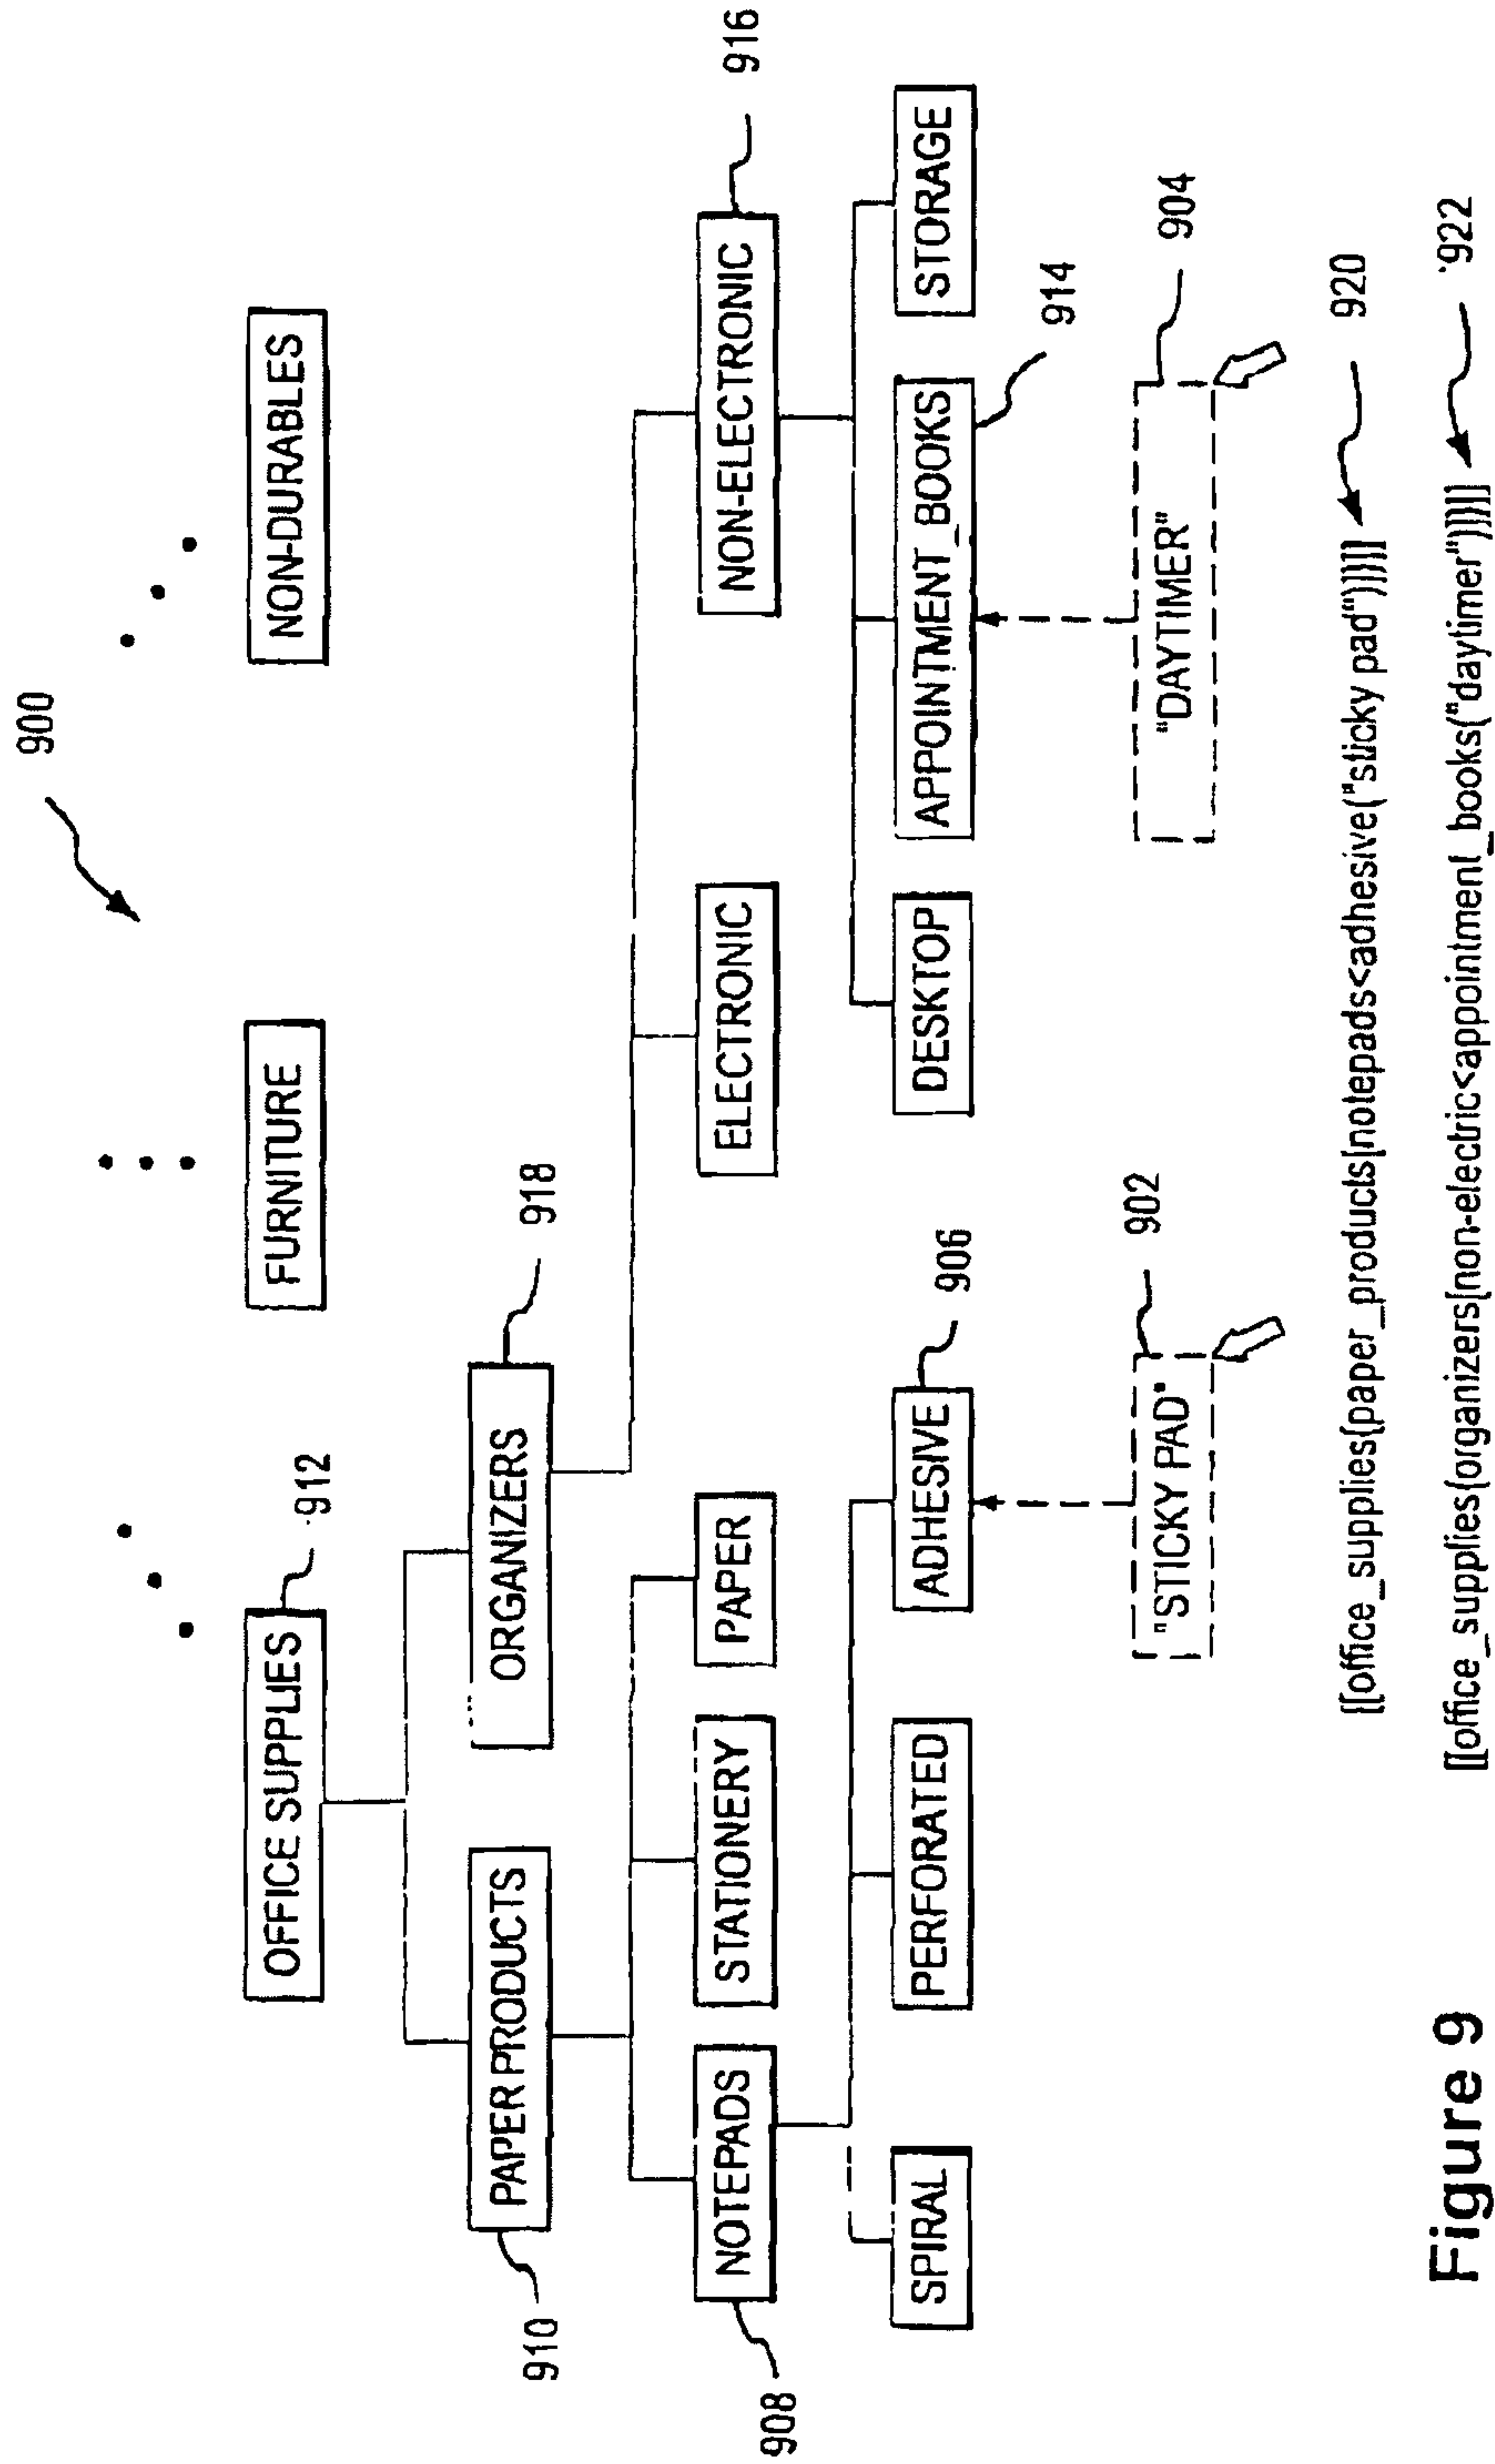 900
OFFICE SUPPLIES
912
FURNITURE
NON-DURABLES
910
PAPER PRODUCTS
ORGANIZERS
918
908
NOTEPADS
STATIONERY
PAPER
ELECTRONIC
NON-ELECTRONIC
916
SPIRAL
PERFORATED
ADHESIVE
906
DESKTOP
APPOINTMENT_BOOKS
914
STORAGE
"STICKY PAD"
902
"DAYTIMER"
904
[[office_supplies{paper_products[notepads<adhesive("sticky pad")}]]] 920
[[office_supplies{organizers[non-electric<appointment_books("daytimer")}]]] 922
Figure 9